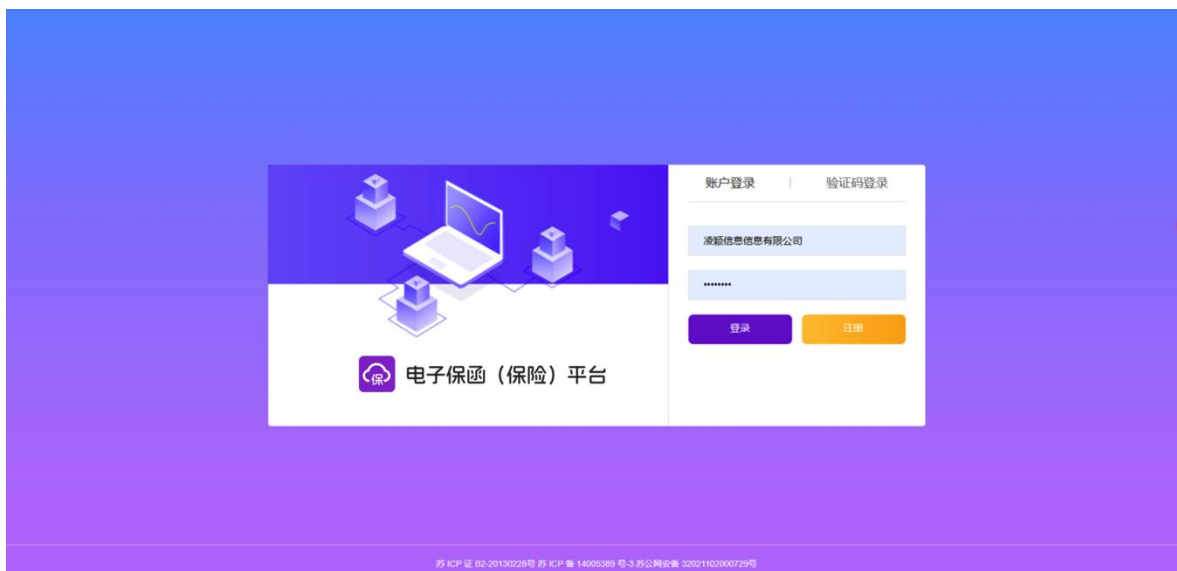 账户登录 | 验证码登录
凌颖信息信息有限公司
••••••••
登录 注册
保 电子保函（保险）平台
苏 ICP 证 B2-20130228号 苏 ICP 备 14005389 号-3 苏公网安备 32021102000729号